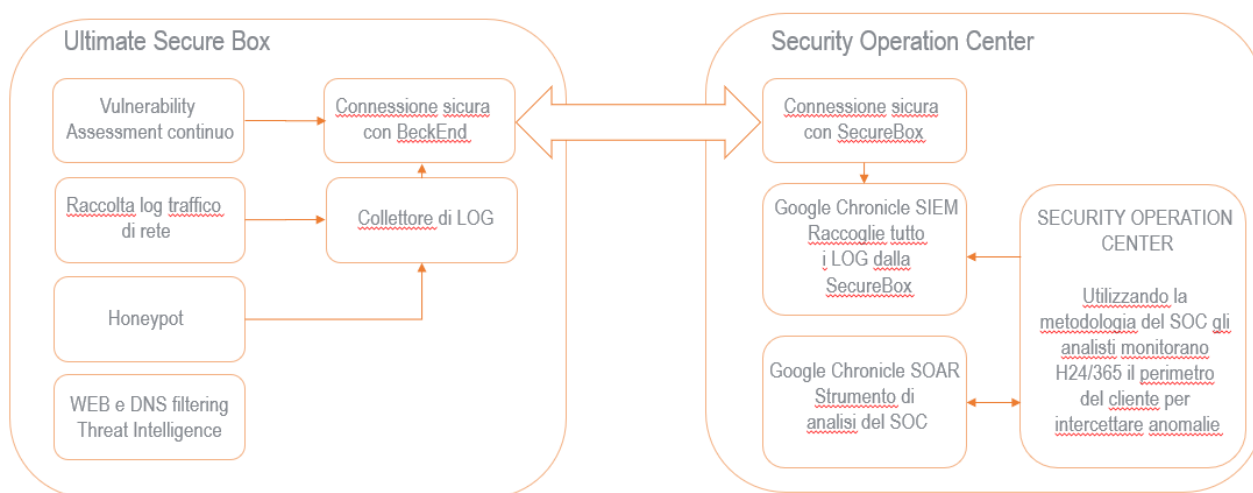 Ultimate Secure Box
Vulnerability
Assessment continuo
Connessione sicura
con BeckEnd
Raccolta log traffico
di rete
Collettore di LOG
Honeypot
WEB e DNS filtering
Threat Intelligence
Security Operation Center
Connessione sicura
con SecureBox
Google Chronicle SIEM
Raccoglie tutto
i LOG dalla
SecureBox
Google Chronicle SOAR
Strumento di
analisi del SOC
SECURITY OPERATION
CENTER
Utilizzando la
metodologia del SOC gli
analisti monitorano
H24/365 il perimetro
del cliente per
intercettare anomalie